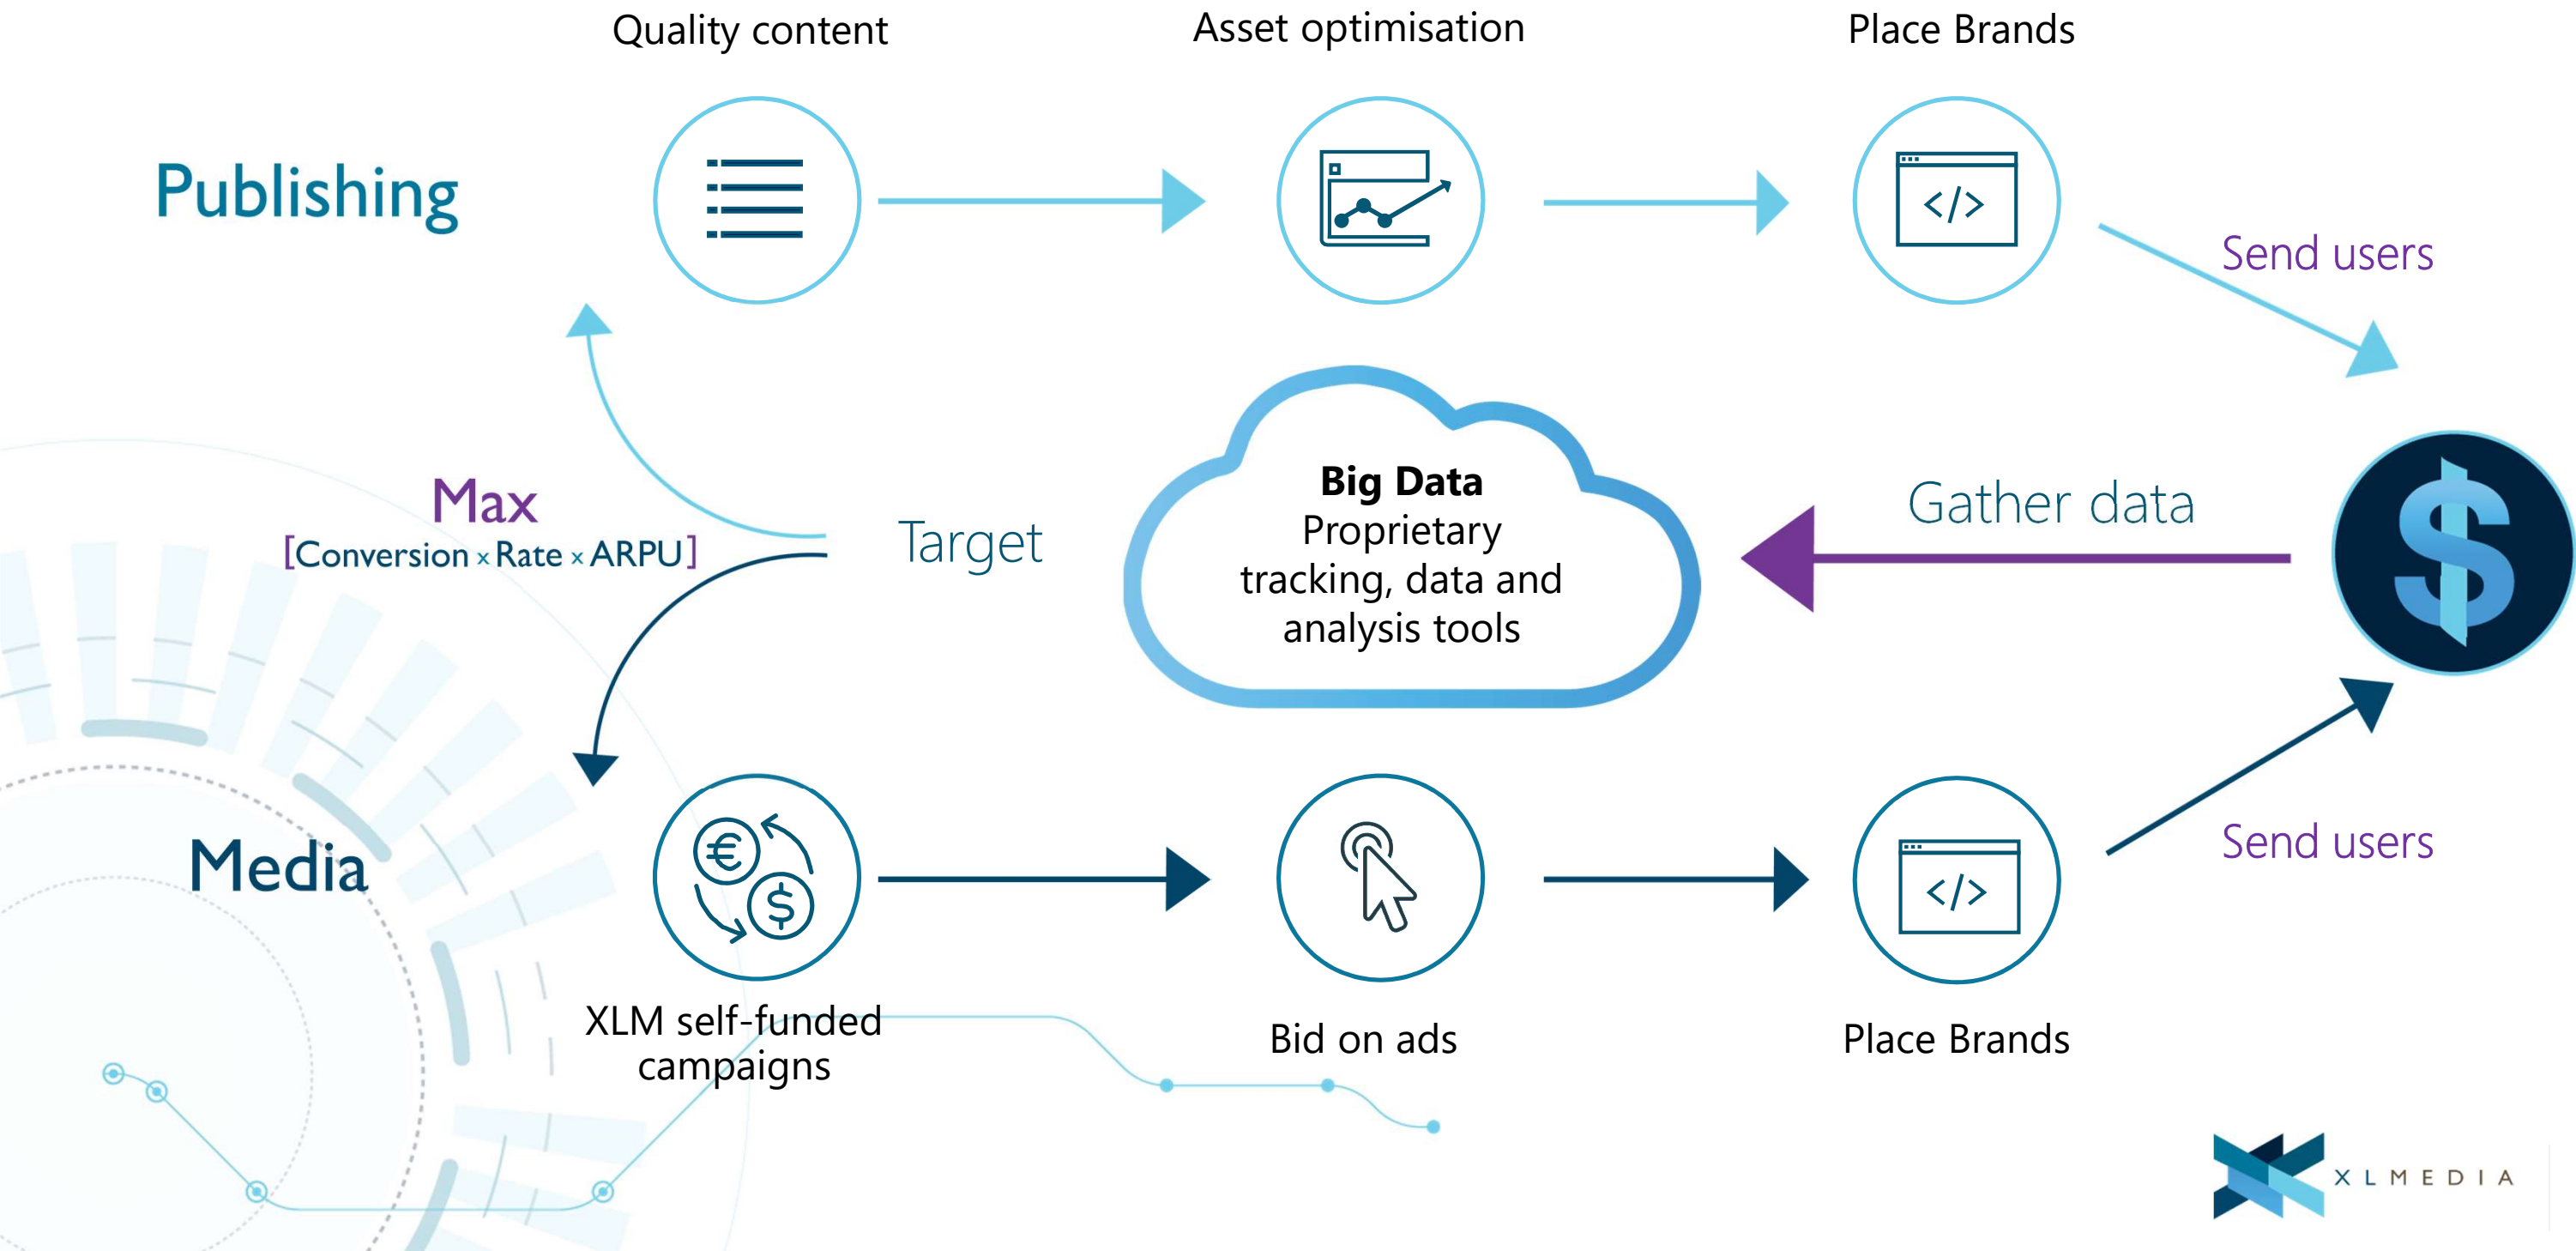 Quality content
Asset optimisation
Place Brands
Publishing
</>
Send users
Max
[Conversion x Rate x ARPU]
Target
Big Data
Proprietary
tracking, data and
analysis tools
Gather data
$
Media
€
$
</>
Send users
XLM self-funded
campaigns
Bid on ads
Place Brands
XLMEDIA